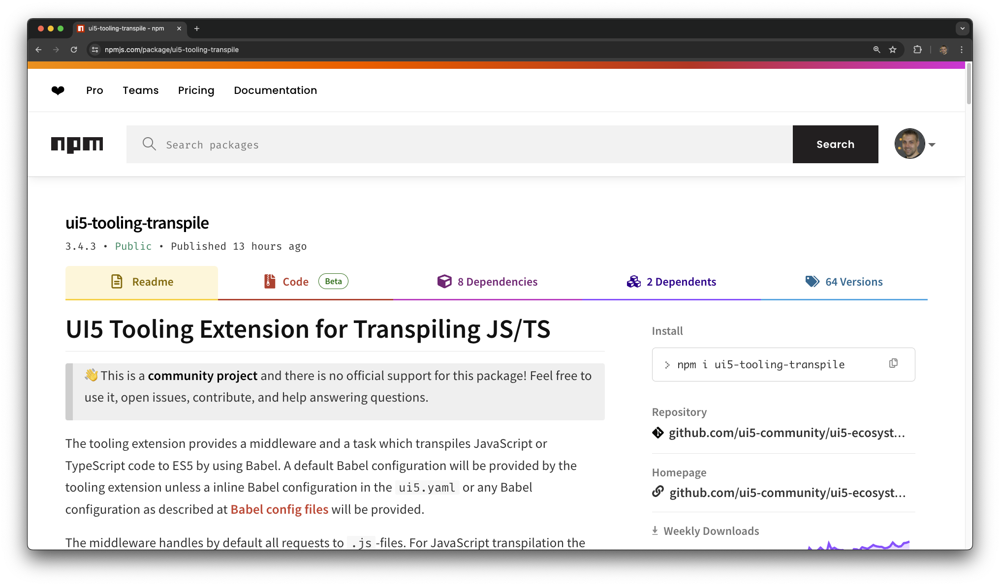 ui5-tooling-transpile - npm
npmjs.com/package/ui5-tooling-transpile
Pro Teams Pricing Documentation
npm Search packages Search
ui5-tooling-transpile
3.4.3 • Public • Published 13 hours ago
Readme Code Beta 8 Dependencies 2 Dependents 64 Versions
UI5 Tooling Extension for Transpiling JS/TS
👋 This is a community project and there is no official support for this package! Feel free to
use it, open issues, contribute, and help answering questions.
The tooling extension provides a middleware and a task which transpiles JavaScript or
TypeScript code to ES5 by using Babel. A default Babel configuration will be provided by the
tooling extension unless a inline Babel configuration in the ui5.yaml or any Babel
configuration as described at Babel config files will be provided.
The middleware handles by default all requests to .js-files. For JavaScript transpilation the
Install
npm i ui5-tooling-transpile
Repository
github.com/ui5-community/ui5-ecosyst...
Homepage
github.com/ui5-community/ui5-ecosyst...
Weekly Downloads